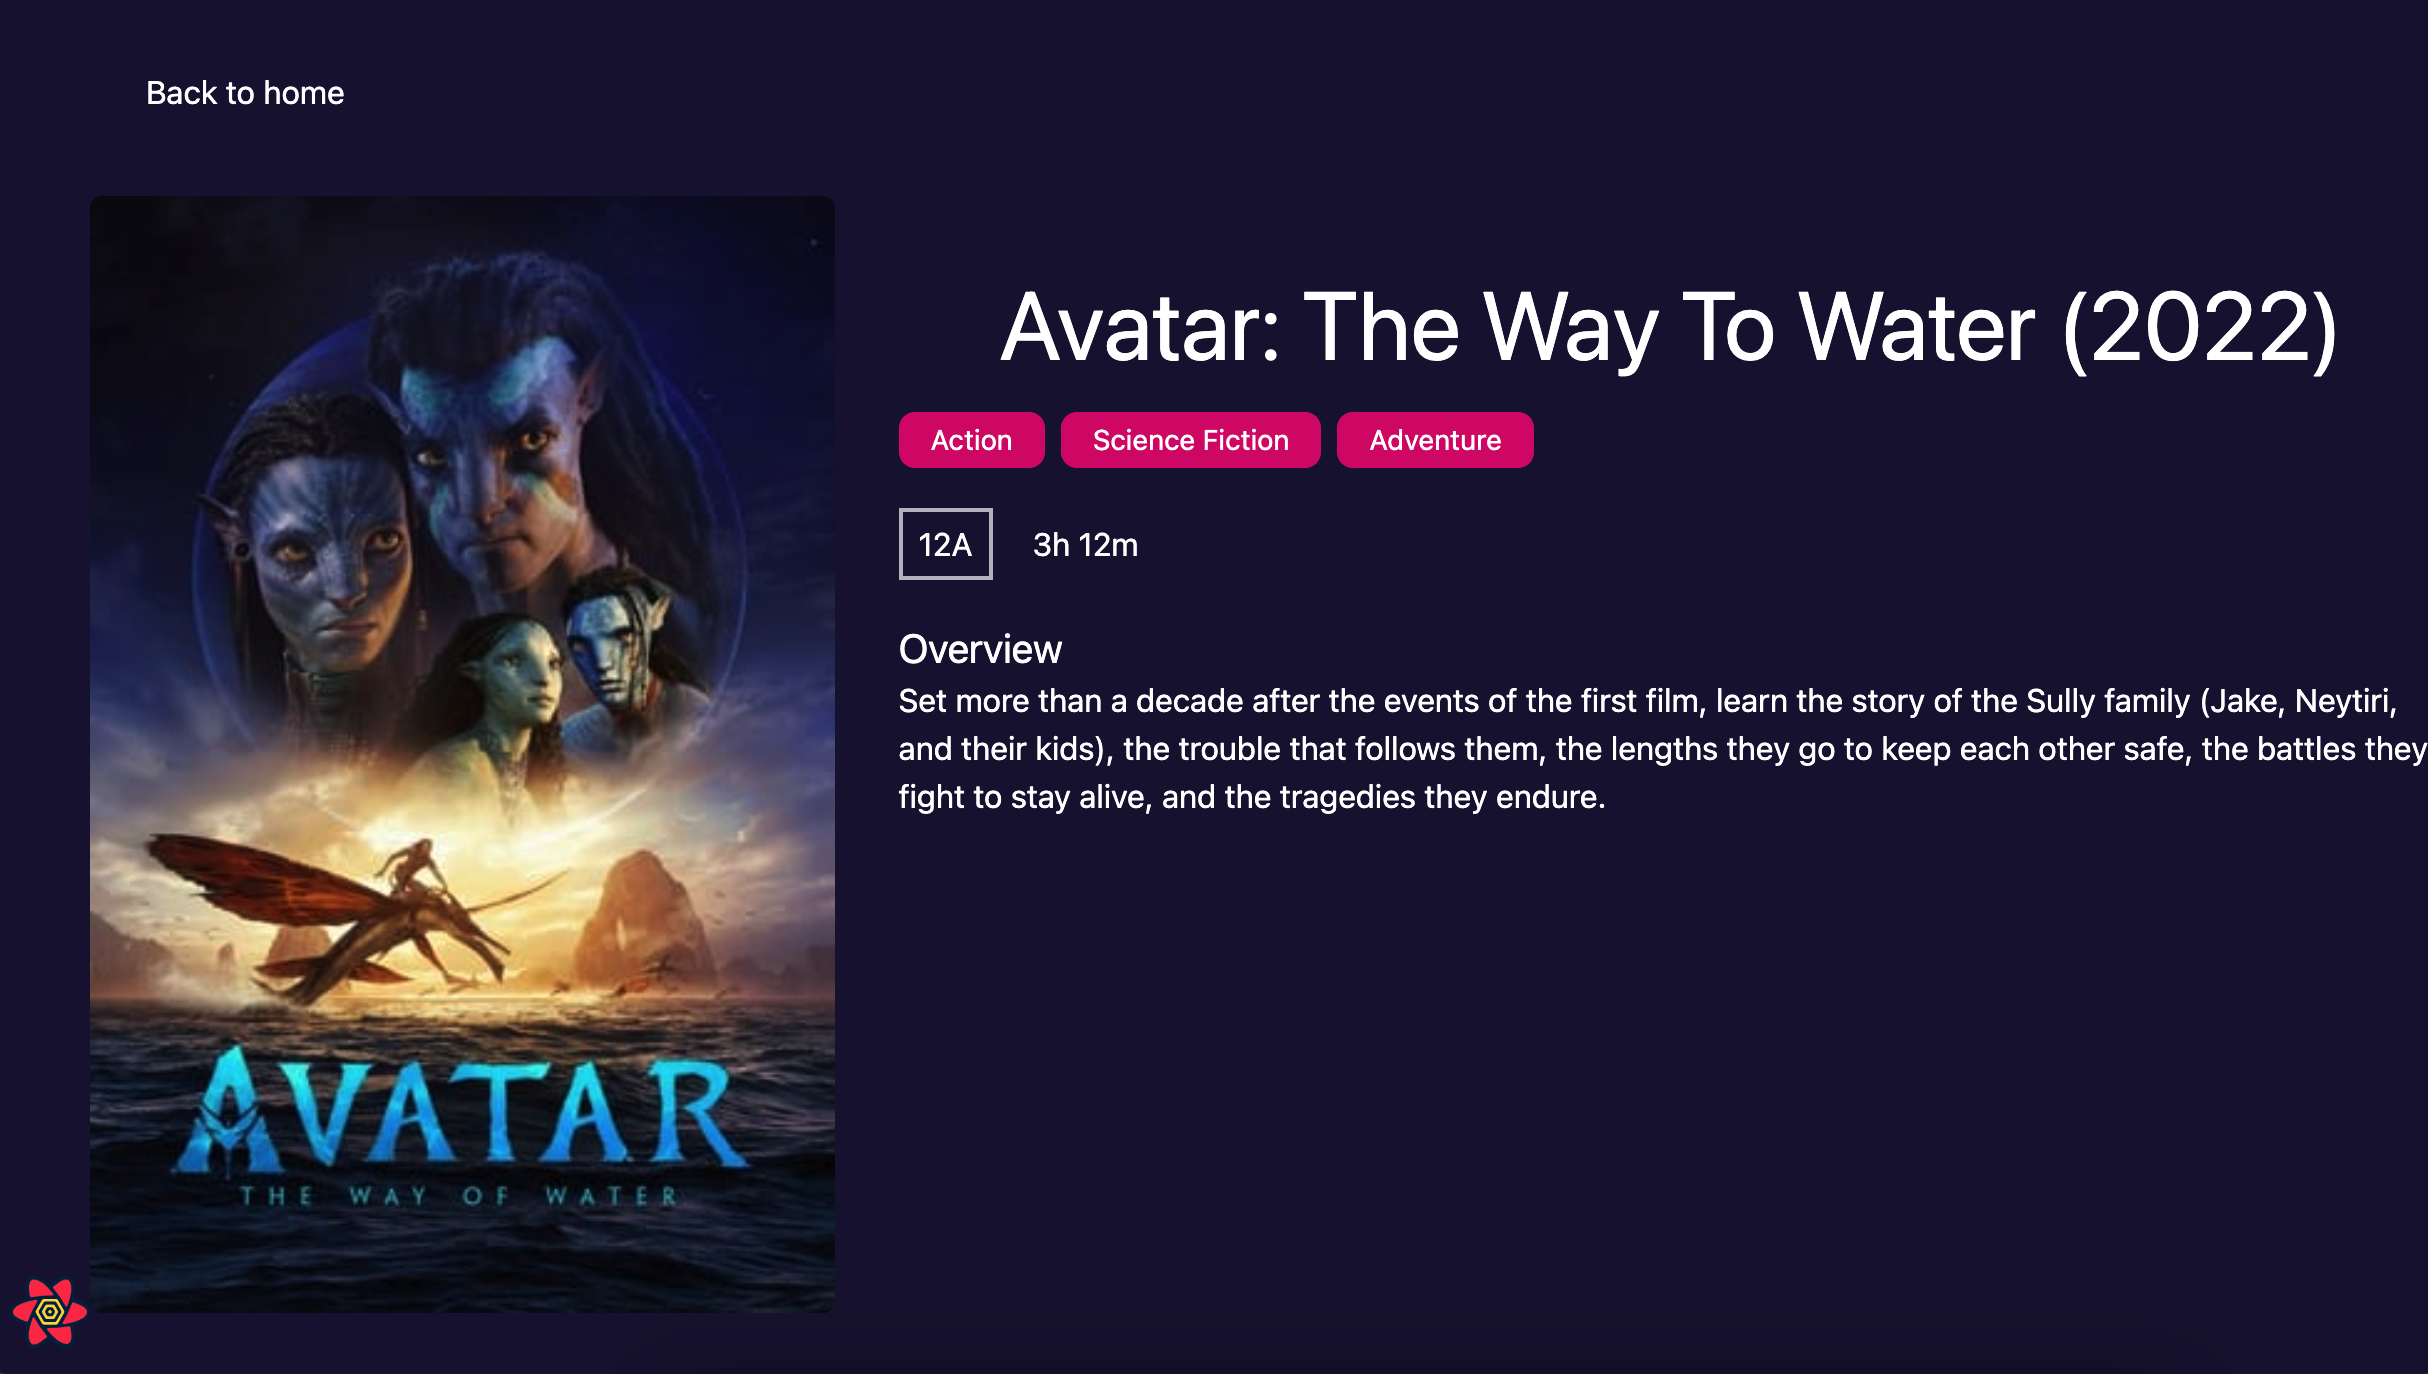 Back to home
Avatar: The Way To Water (2022)
Action Science Fiction Adventure
12A 3h 12m
Overview
Set more than a decade after the events of the first film, learn the story of the Sully family (Jake, Neytiri,
and their kids), the trouble that follows them, the lengths they go to keep each other safe, the battles they
fight to stay alive, and the tragedies they endure.
AVATAR
THE WAY OF WATER